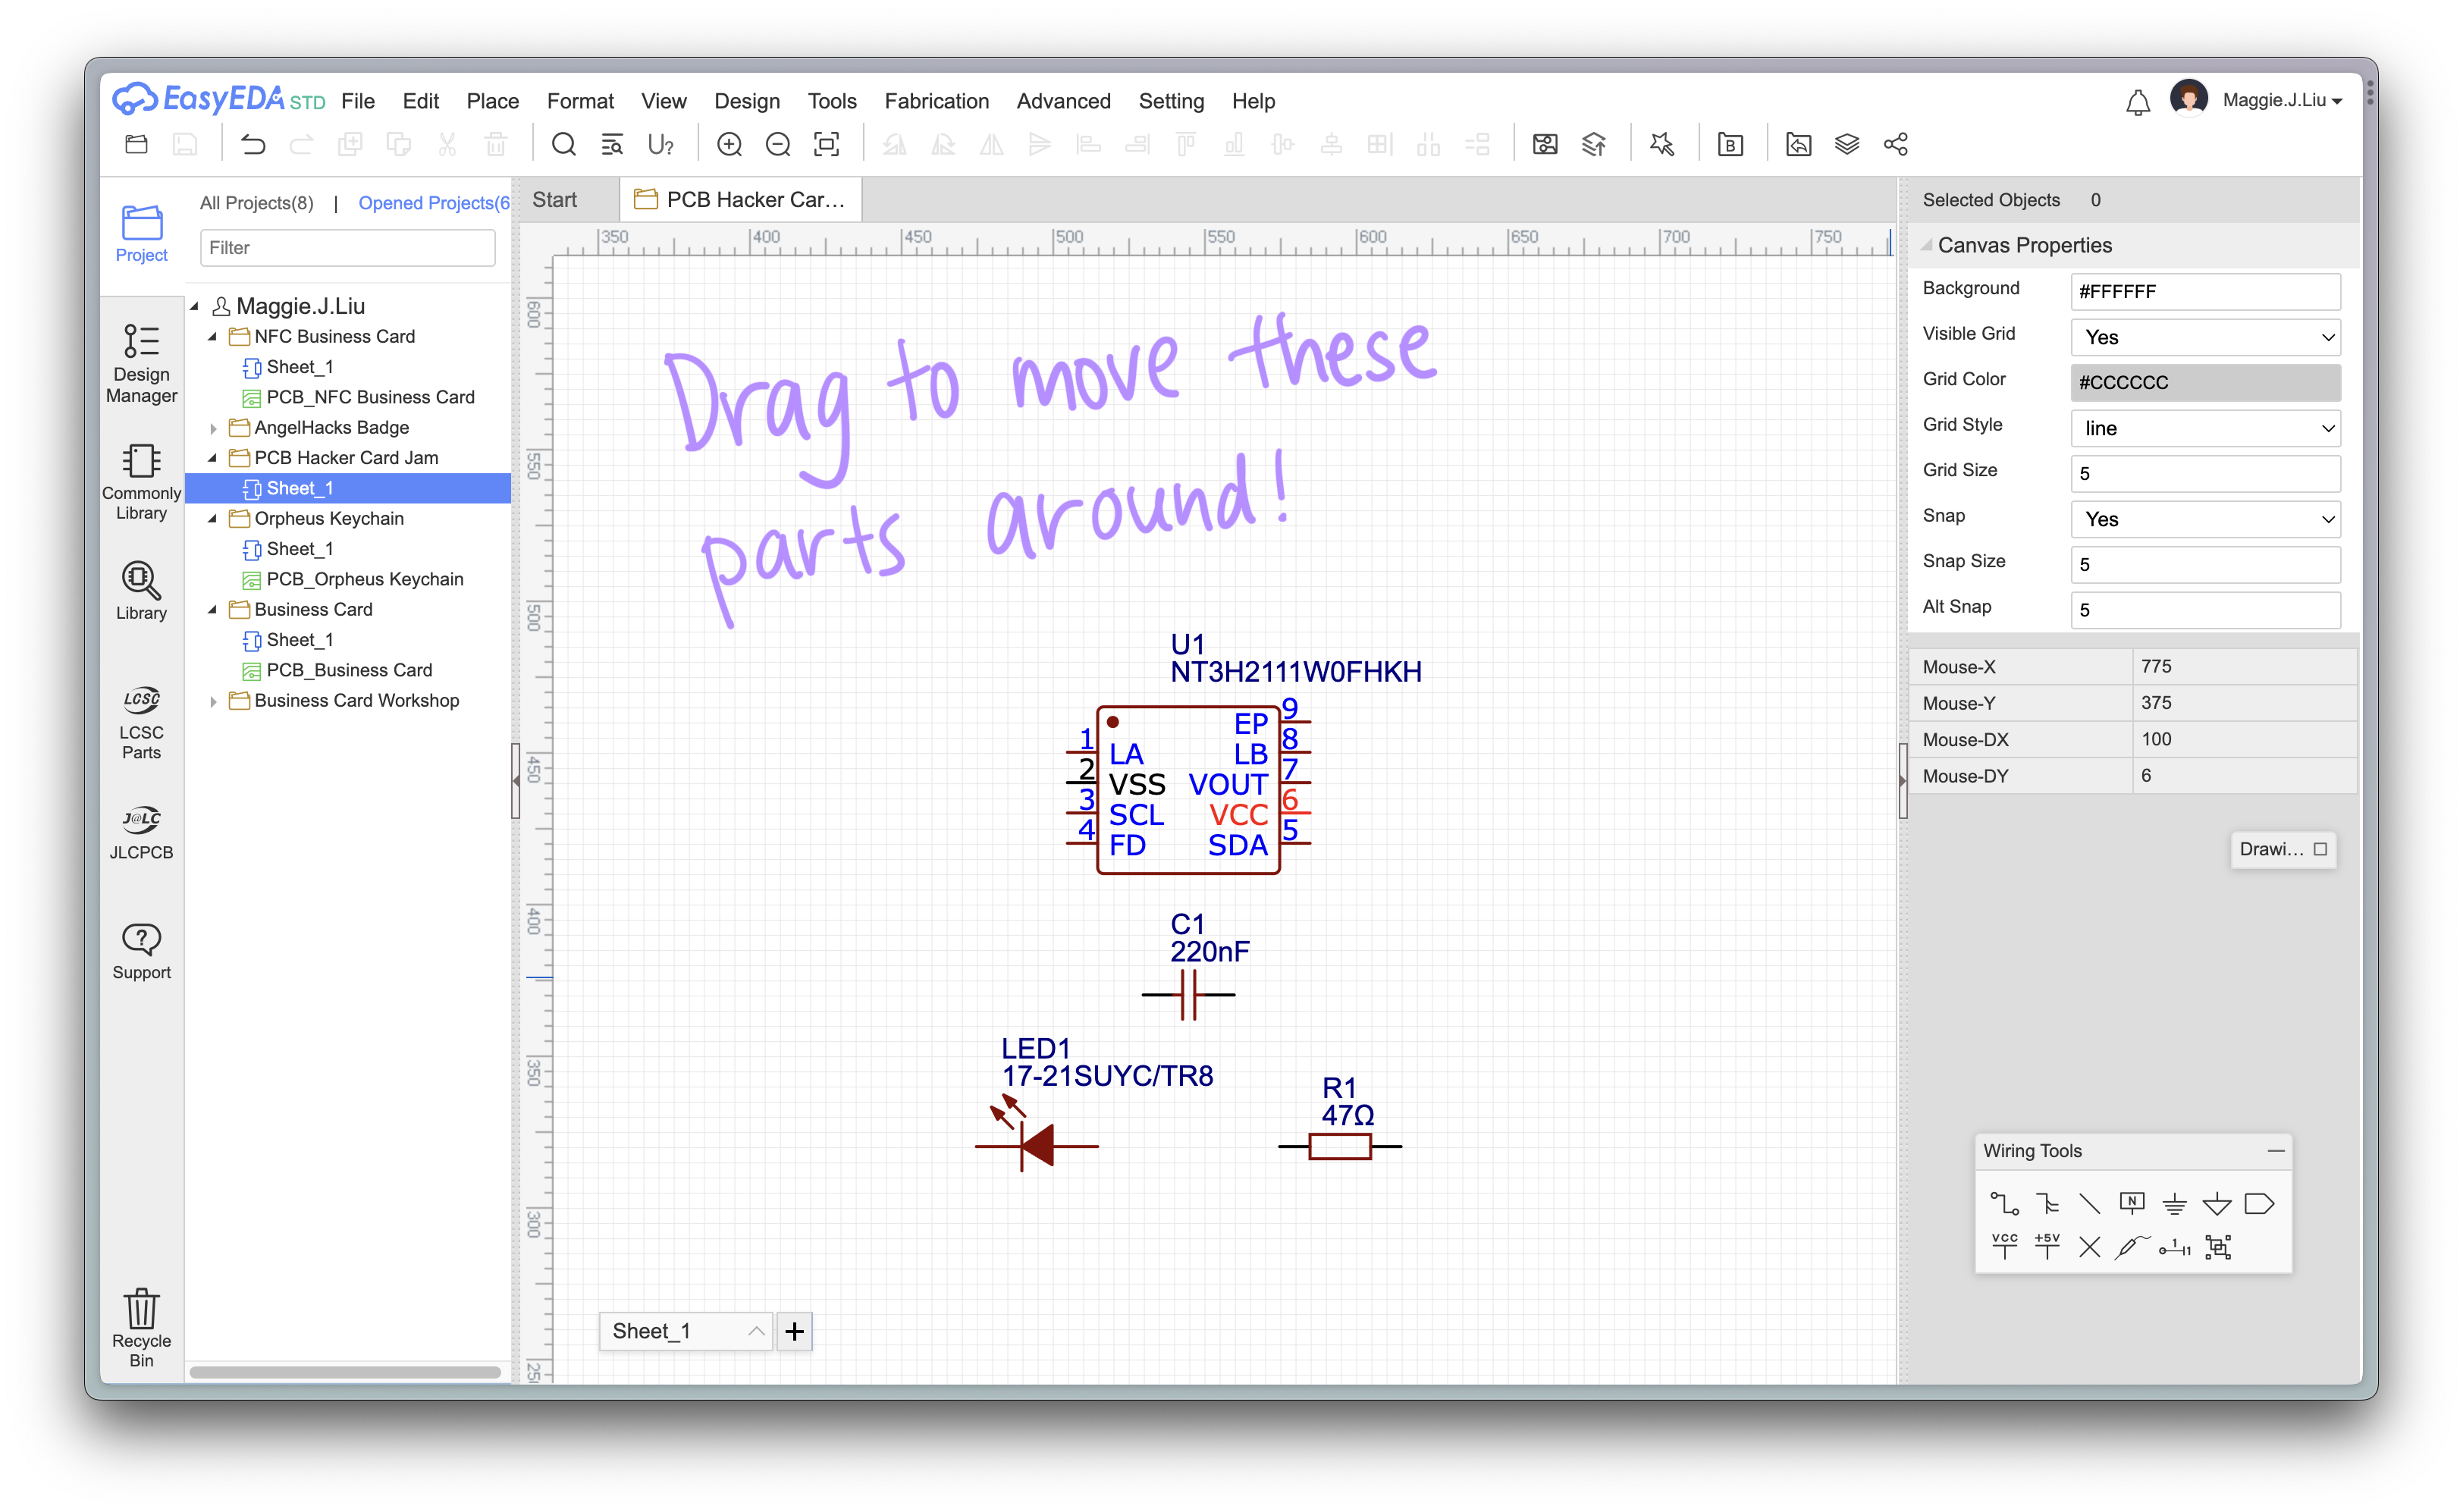 EasyEDA STD File Edit Place Format View Design Tools Fabrication Advanced Setting Help
Maggie.J.Liu
U?
B
Project
Design
Manager
Commonly
Library
Library
LCSC
LCSC
Parts
J@LC
JLCPCB
?
Support
Recycle
Bin
All Projects(8) | Opened Projects(6
Filter
Maggie.J.Liu
NFC Business Card
Sheet_1
PCB_NFC Business Card
AngelHacks Badge
PCB Hacker Card Jam
Sheet_1
Orpheus Keychain
Sheet_1
PCB_Orpheus Keychain
Business Card
Sheet_1
PCB_Business Card
Business Card Workshop
Start
PCB Hacker Car...
350 400 450 500 550 600 650 700 750
600
550
500
450
400
350
300
250
Drag to move these
parts around!
U1
NT3H2111W0FHKH
EP 9
1 LA LB 8
2 VSS VOUT 7
3 SCL VCC 6
4 FD SDA 5
C1
220nF
LED1
17-21SUYC/TR8
R1
47Ω
Sheet_1 +
Selected Objects 0
Canvas Properties
Background #FFFFFF
Visible Grid Yes
Grid Color #CCCCCC
Grid Style line
Grid Size 5
Snap Yes
Snap Size 5
Alt Snap 5
Mouse-X 775
Mouse-Y 375
Mouse-DX 100
Mouse-DY 6
Drawi...
Wiring Tools
N
VCC +5V 1